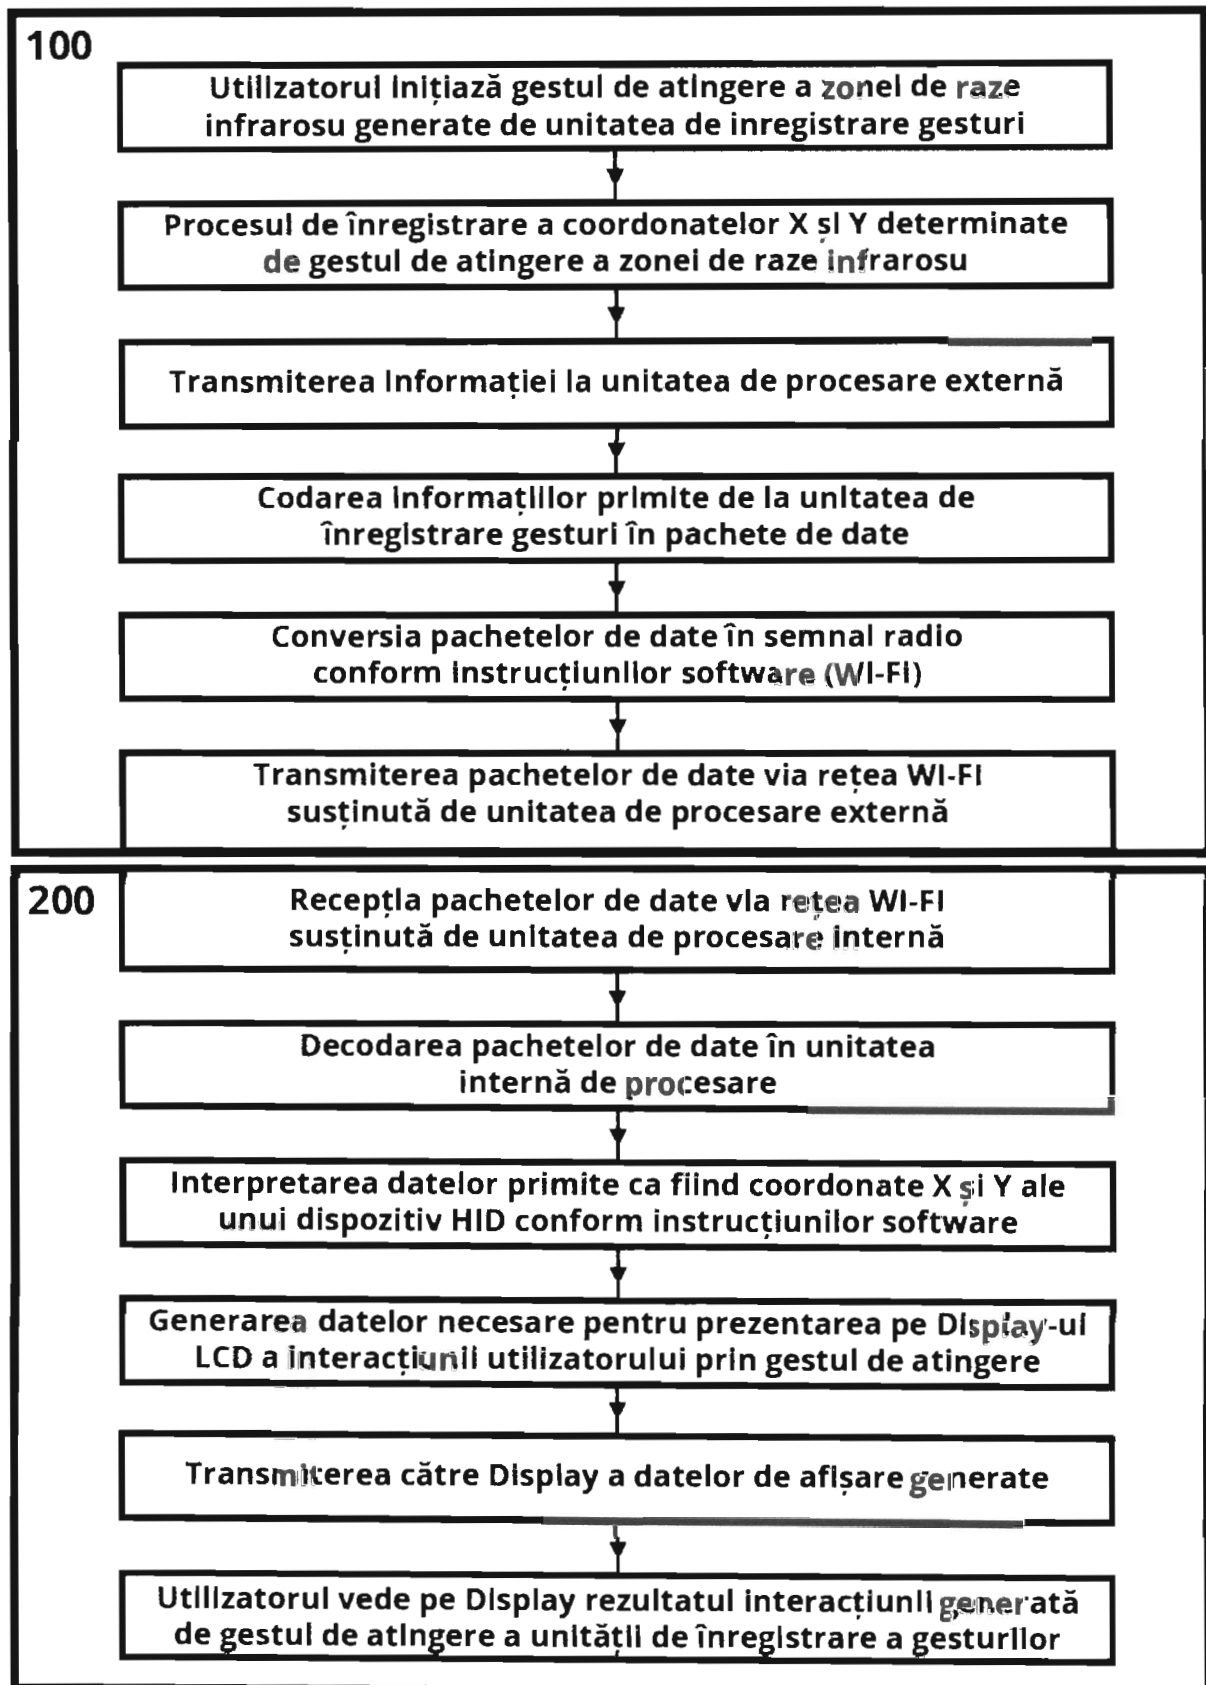 100
Utilizatorul inițiază gestul de atingere a zonei de raze
infrarosu generate de unitatea de inregistrare gesturi
Procesul de înregistrare a coordonatelor X și Y determinate
de gestul de atingere a zonei de raze infrarosu
Transmiterea informației la unitatea de procesare externă
Codarea informațiilor primite de la unitatea de
înregistrare gesturi în pachete de date
Conversia pachetelor de date în semnal radio
conform instrucțiunilor software (Wi-Fi)
Transmiterea pachetelor de date via rețea Wi-Fi
susținută de unitatea de procesare externă
200
Recepția pachetelor de date via rețea Wi-Fi
susținută de unitatea de procesare internă
Decodarea pachetelor de date în unitatea
internă de procesare
Interpretarea datelor primite ca fiind coordonate X și Y ale
unui dispozitiv HID conform instrucțiunilor software
Generarea datelor necesare pentru prezentarea pe Display-ul
LCD a interacțiunii utilizatorului prin gestul de atingere
Transmiterea către Display a datelor de afișare generate
Utilizatorul vede pe Display rezultatul interacțiunii generată
de gestul de atingere a unității de înregistrare a gesturilor